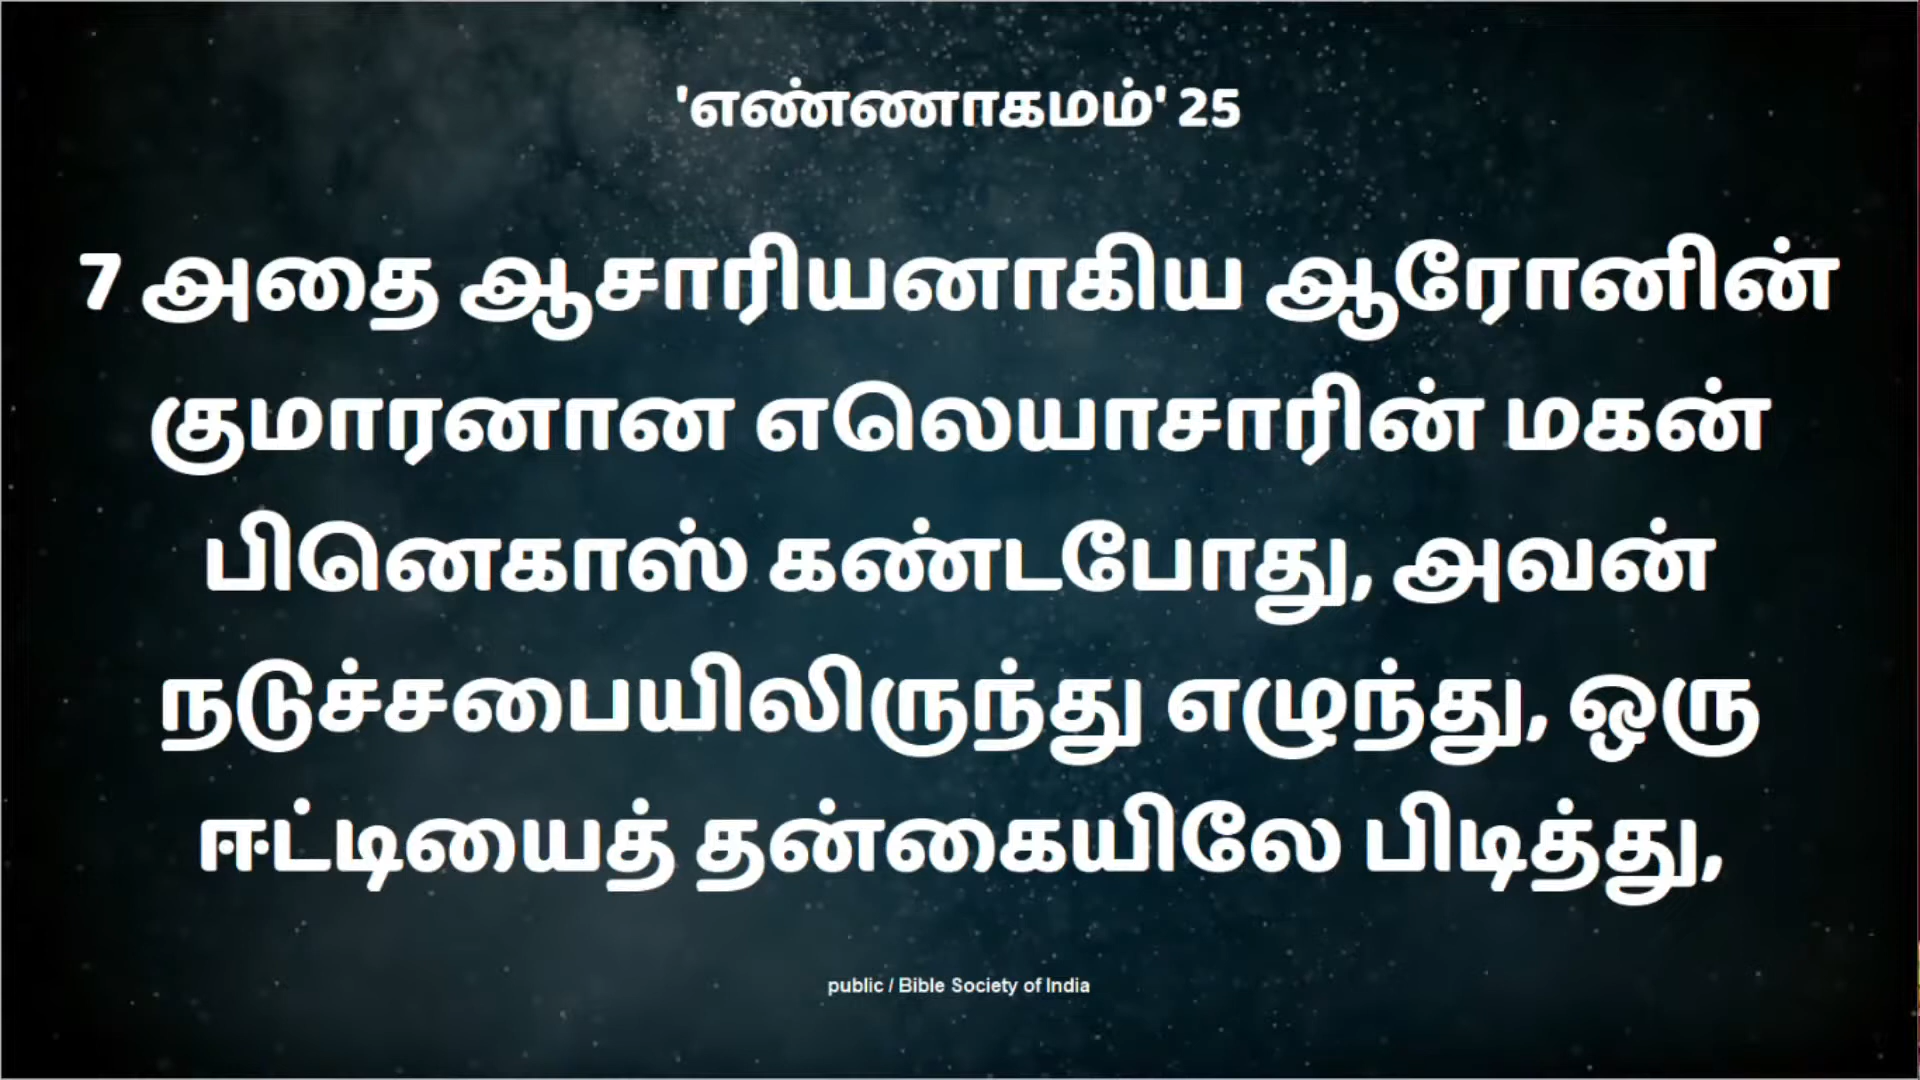 'எண்ணாகமம்' 25
7 அதை ஆசாரியனாகிய ஆரோனின்
குமாரனான எலெயாசாரின் மகன்
பினெகாஸ் கண்டபோது, அவன்
நடுச்சபையிலிருந்து எழுந்து, ஒரு
ஈட்டியைத் தன்கையிலே பிடித்து,
public / Bible Society of India